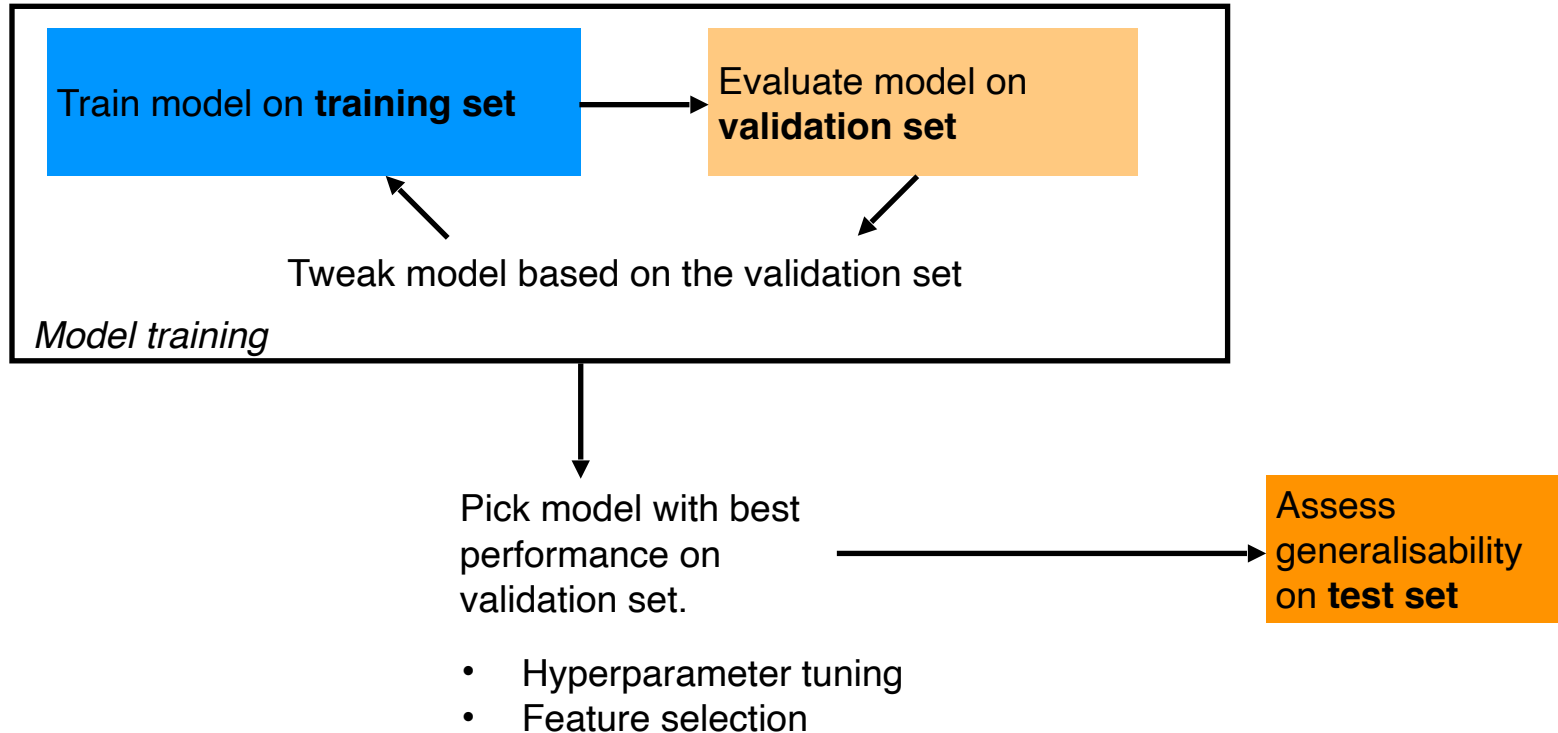 Train model on training set
Evaluate model on
validation set
Tweak model based on the validation set
Model training
Pick model with best
performance on
validation set.
• Hyperparameter tuning
• Feature selection
Assess
generalisability
on test set